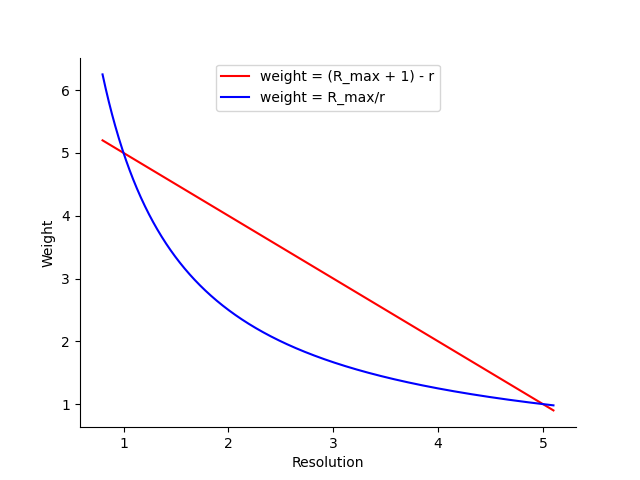 weight = (R_max + 1) - r
weight = R_max/r
6
5
4
3
2
1
Weight
1 2 3 4 5
Resolution